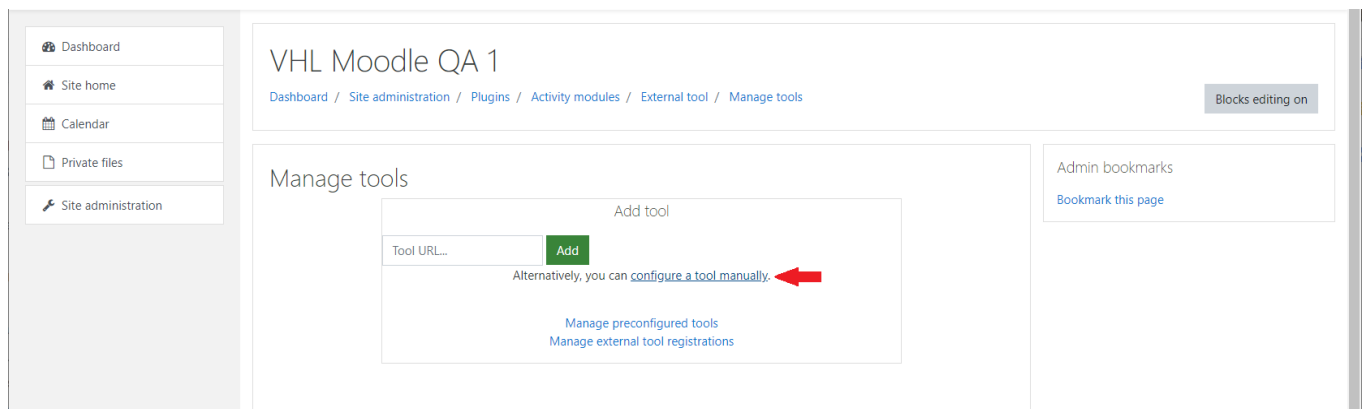 Dashboard
Site home
Calendar
Private files
Site administration
VHL Moodle QA 1
Dashboard / Site administration / Plugins / Activity modules / External tool / Manage tools
Blocks editing on
Manage tools
Add tool
Tool URL...
Add
Alternatively, you can configure a tool manually.
Manage preconfigured tools
Manage external tool registrations
Admin bookmarks
Bookmark this page